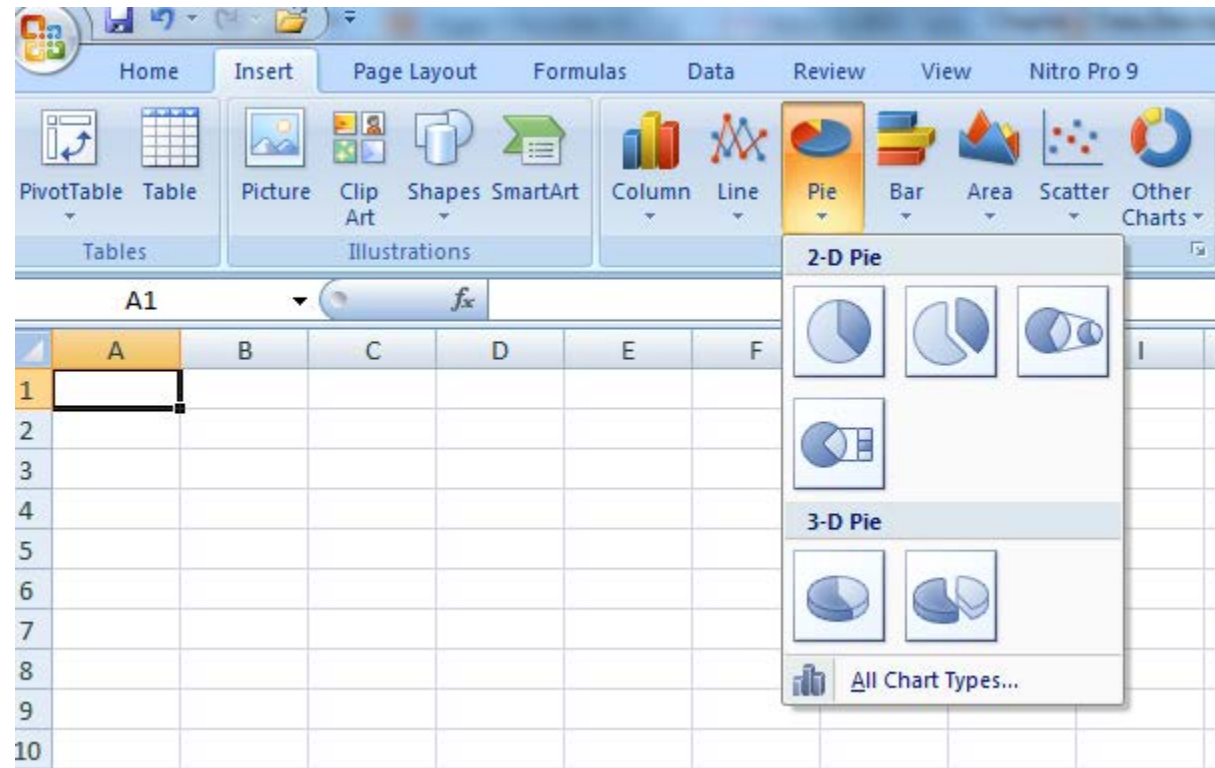 Home Insert Page Layout Formulas Data Review View Nitro Pro 9
PivotTable Table Picture Clip Art Shapes SmartArt Column Line Pie Bar Area Scatter Other Charts
Tables Illustrations
2-D Pie
A1 fx
A B C D E F I
1
2
3
4
3-D Pie
5
6
7
8
All Chart Types...
9
10